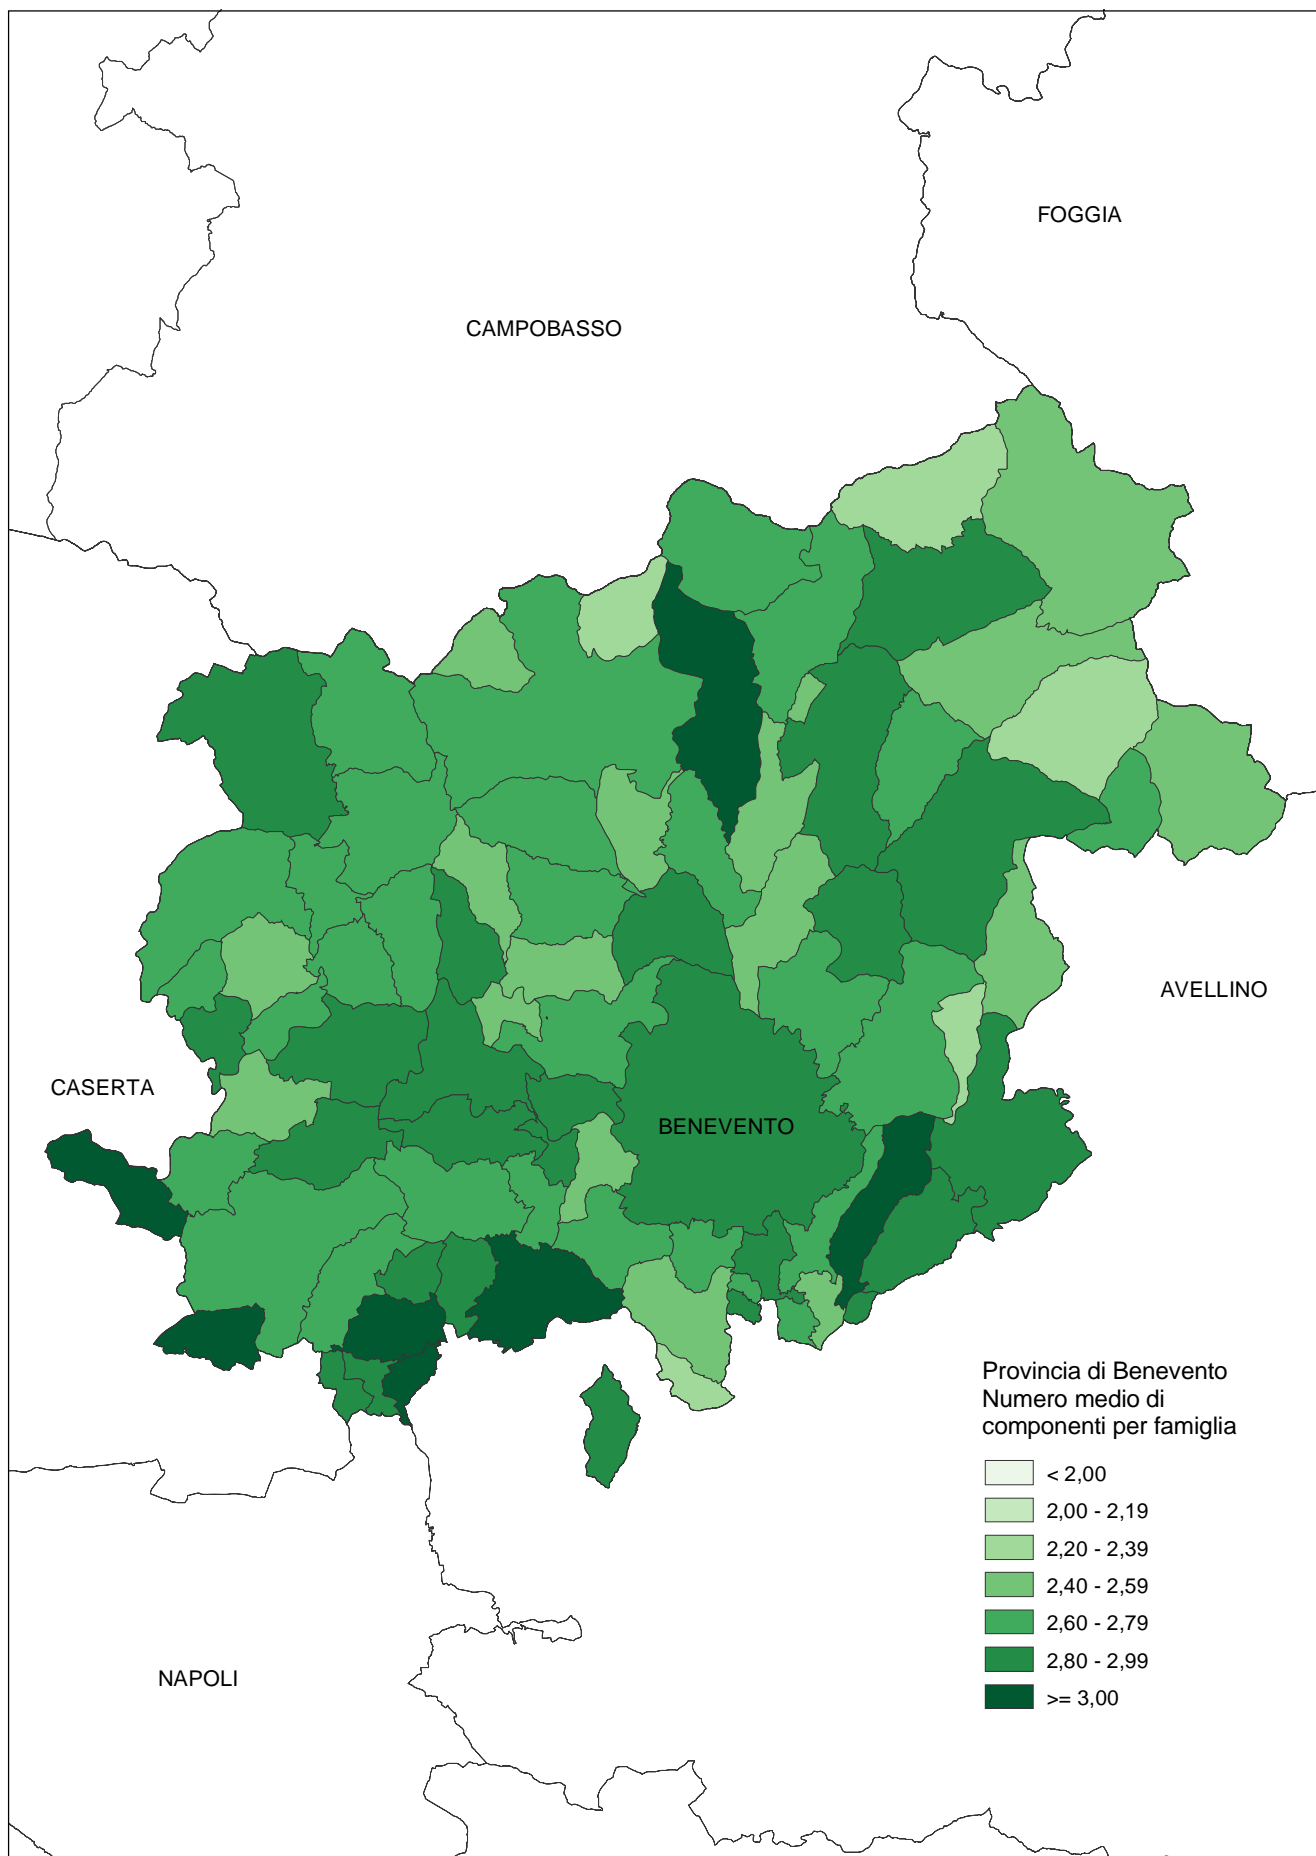 FOGGIA
CAMPOBASSO
AVELLINO
CASERTA
BENEVENTO
NAPOLI
Provincia di Benevento
Numero medio di
componenti per famiglia
< 2,00
2,00 - 2,19
2,20 - 2,39
2,40 - 2,59
2,60 - 2,79
2,80 - 2,99
>= 3,00